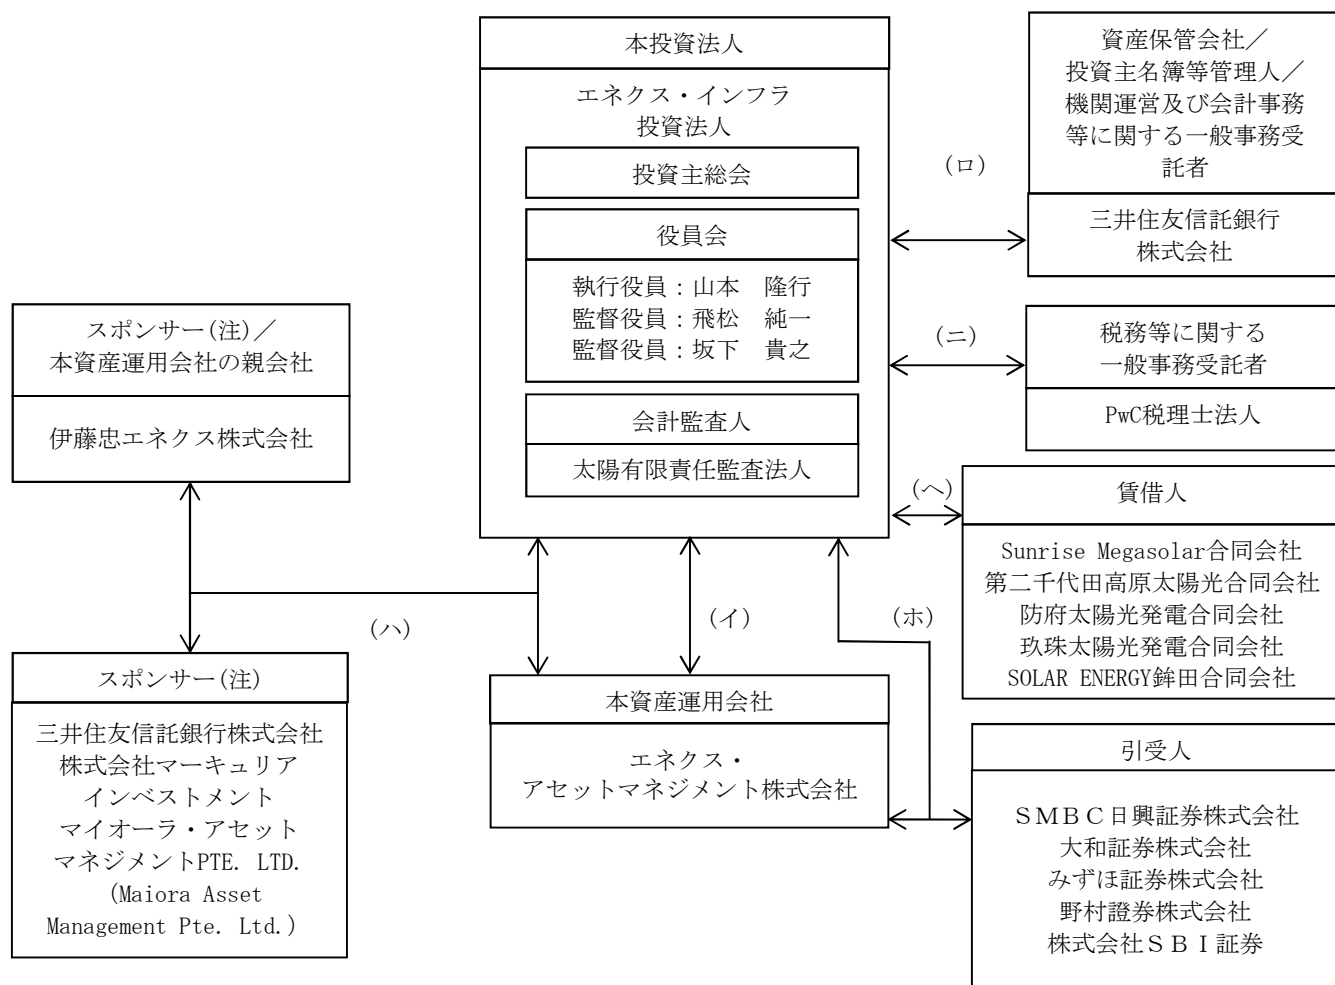 本投資法人
エネクス・インフラ
投資法人
投資主総会
役員会
執行役員：山本　隆行
監督役員：飛松　純一
監督役員：坂下　貴之
会計監査人
太陽有限責任監査法人
資産保管会社／
投資主名簿等管理人／
機関運営及び会計事務
等に関する一般事務受
託者
三井住友信託銀行
株式会社
(ロ)
税務等に関する
一般事務受託者
PwC税理士法人
(ニ)
スポンサー(注)／
本資産運用会社の親会社
伊藤忠エネクス株式会社
(ヘ)
賃借人
Sunrise Megasolar合同会社
第二千代田高原太陽光合同会社
防府太陽光発電合同会社
玖珠太陽光発電合同会社
SOLAR ENERGY鉾田合同会社
(ハ)
(イ)
(ホ)
スポンサー(注)
三井住友信託銀行株式会社
株式会社マーキュリア
インベストメント
マイオーラ・アセット
マネジメントPTE. LTD.
(Maiora Asset
Management Pte. Ltd.)
本資産運用会社
エネクス・
アセットマネジメント株式会社
引受人
ＳＭＢＣ日興証券株式会社
大和証券株式会社
みずほ証券株式会社
野村證券株式会社
株式会社ＳＢＩ証券